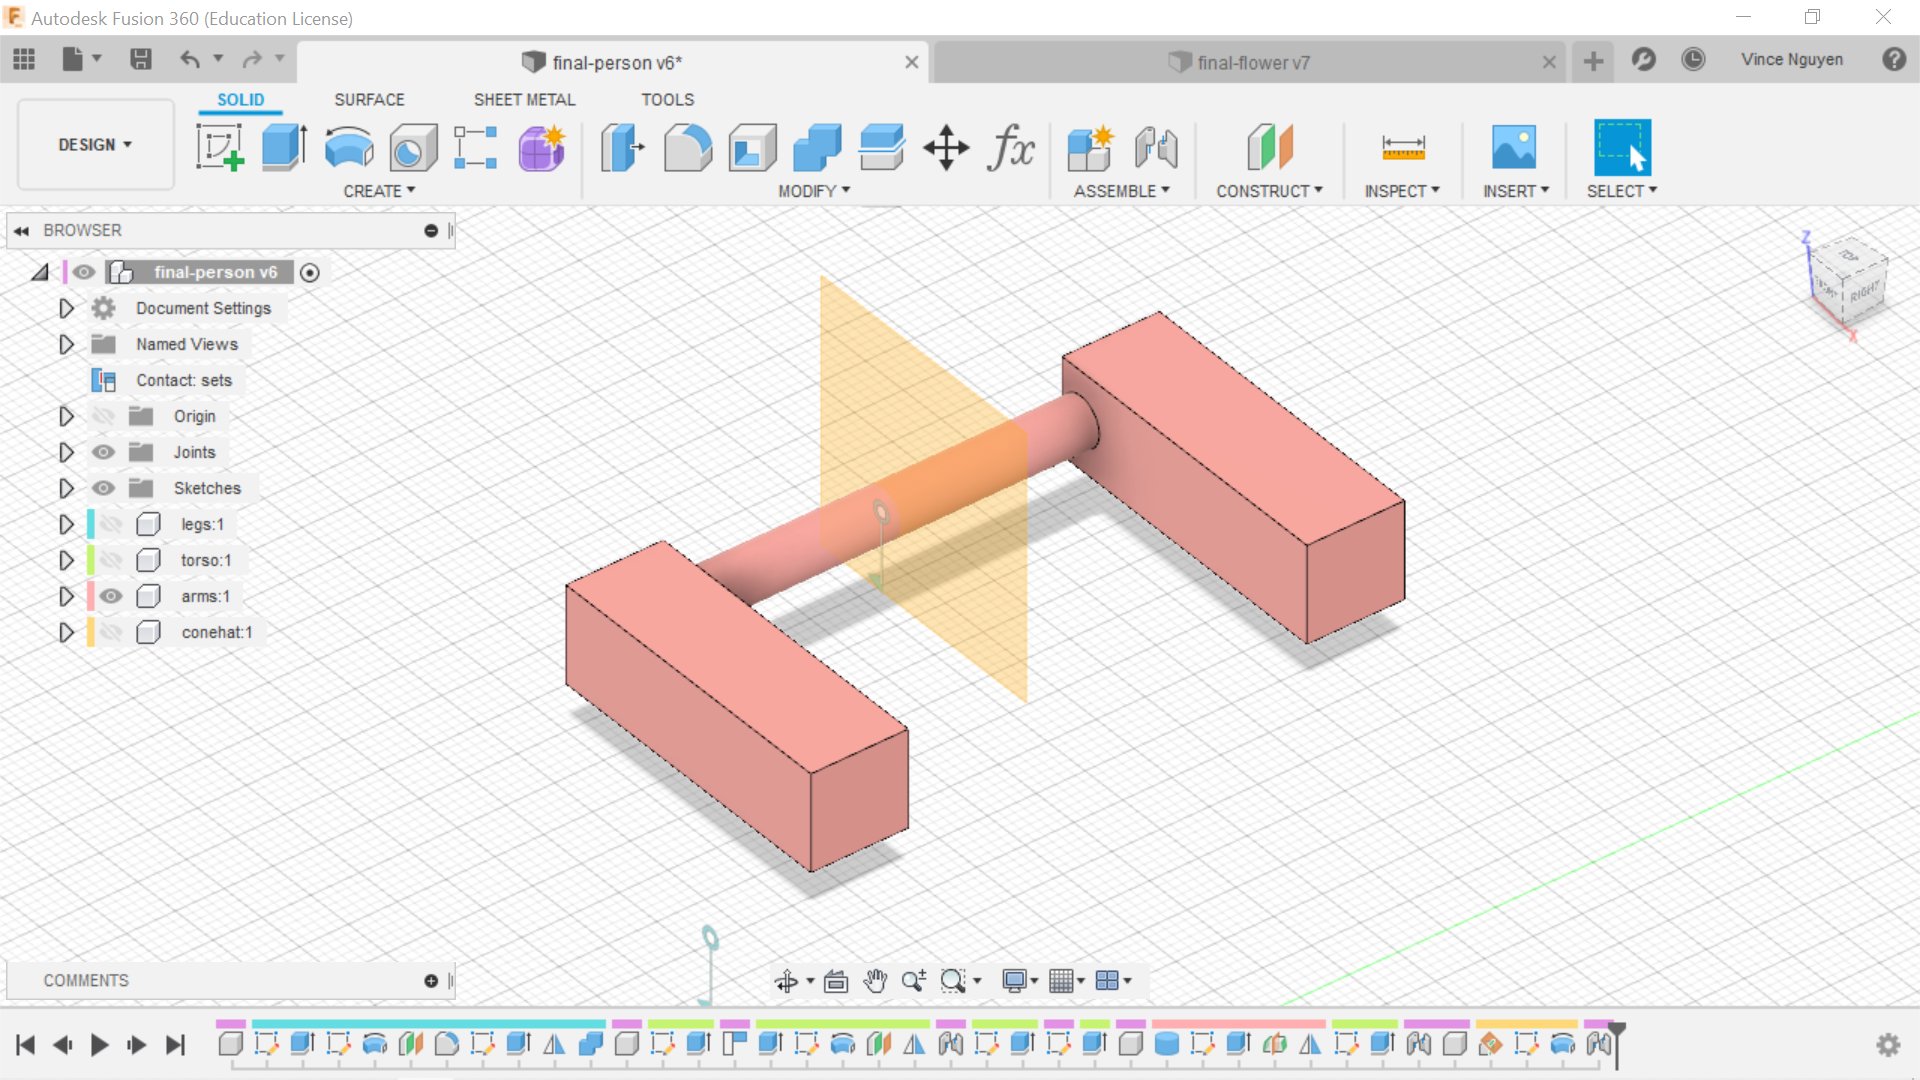 Autodesk Fusion 360 (Education License)
final-person v6*
final-flower v7
Vince Nguyen
DESIGN
SOLID
SURFACE
SHEET METAL
TOOLS
CREATE
MODIFY
ASSEMBLE
CONSTRUCT
INSPECT
INSERT
SELECT
BROWSER
final-person v6
Document Settings
Named Views
Contact: sets
Origin
Joints
Sketches
legs:1
torso:1
arms:1
conehat:1
Z
TOP
FRONT
RIGHT
X
COMMENTS